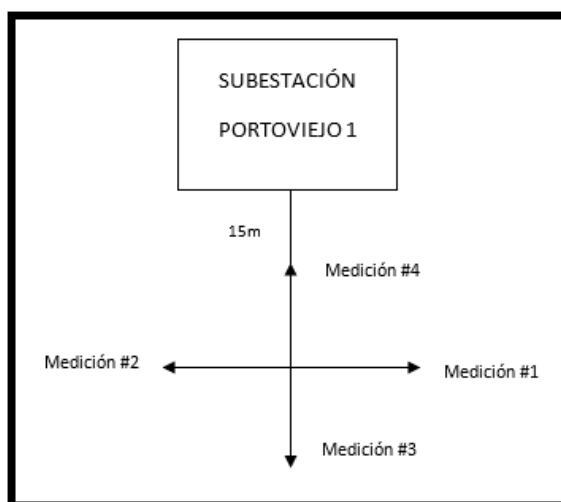 SUBESTACIÓN
PORTOVIEJO 1
15m
Medición #4
Medición #2
Medición #1
Medición #3